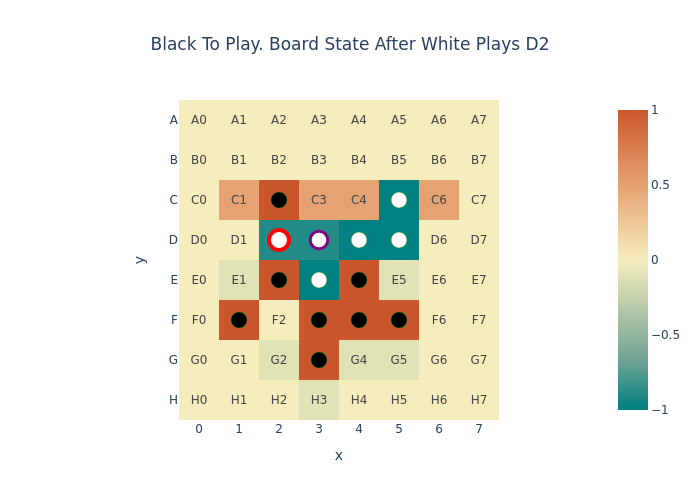 Black To Play. Board State After White Plays D2
A A0 A1 A2 A3 A4 A5 A6 A7 1
B B0 B1 B2 B3 B4 B5 B6 B7
C C0 C1 C3 C4 C6 C7 0.5
D D0 D1 D6 D7
y 0
E E0 E1 E5 E6 E7
F F0 F2 F6 F7 −0.5
G G0 G1 G2 G4 G5 G6 G7
H H0 H1 H2 H3 H4 H5 H6 H7 −1
0 1 2 3 4 5 6 7
x